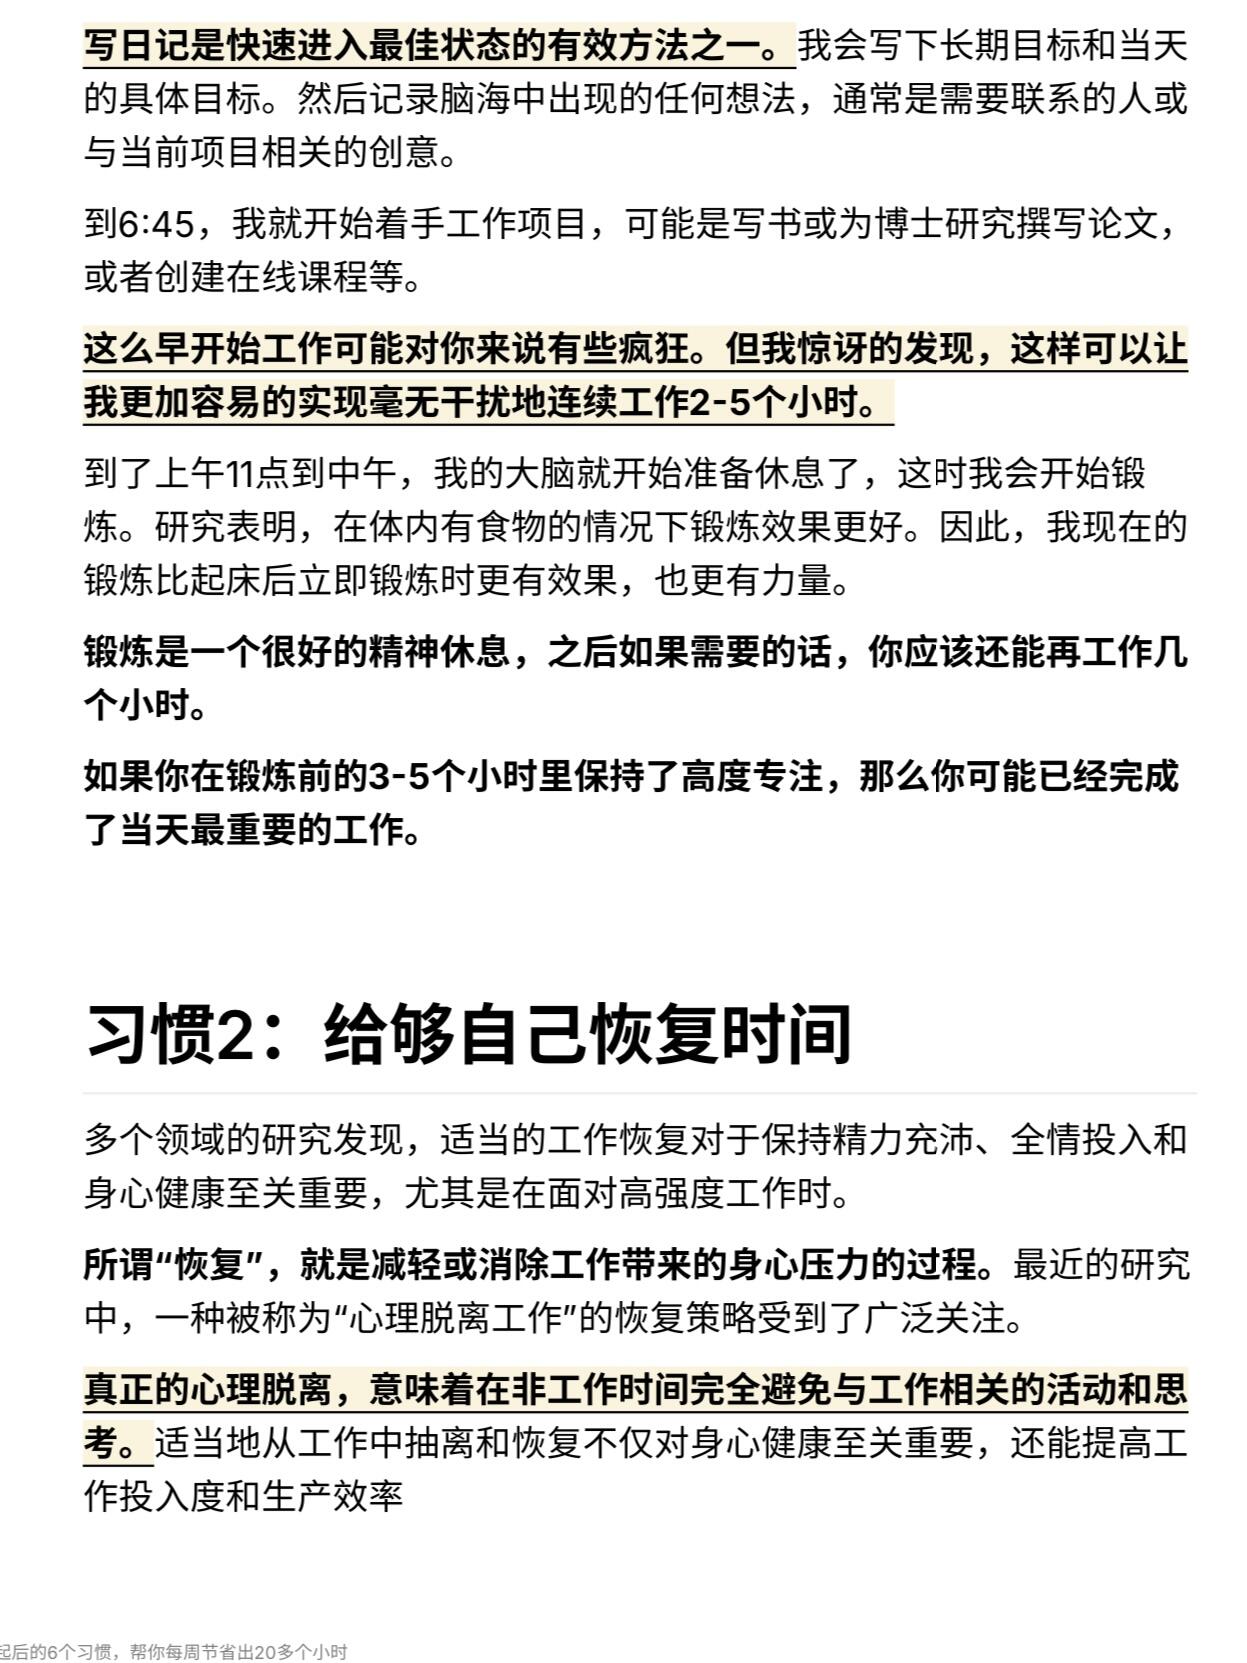 写日记是快速进入最佳状态的有效方法之一。我会写下长期目标和当天
的具体目标。然后记录脑海中出现的任何想法，通常是需要联系的人或
与当前项目相关的创意。
到6:45，我就开始着手工作项目，可能是写书或为博士研究撰写论文，
或者创建在线课程等。
这么早开始工作可能对你来说有些疯狂。但我惊讶的发现，这样可以让
我更加容易的实现毫无干扰地连续工作2-5个小时。
到了上午11点到中午，我的大脑就开始准备休息了，这时我会开始锻
炼。研究表明，在体内有食物的情况下锻炼效果更好。因此，我现在的
锻炼比起床后立即锻炼时更有效果，也更有力量。
锻炼是一个很好的精神休息，之后如果需要的话，你应该还能再工作几
个小时。
如果你在锻炼前的3-5个小时里保持了高度专注，那么你可能已经完成
了当天最重要的工作。
习惯2：给够自己恢复时间
多个领域的研究发现，适当的工作恢复对于保持精力充沛、全情投入和
身心健康至关重要，尤其是在面对高强度工作时。
所谓“恢复”，就是减轻或消除工作带来的身心压力的过程。最近的研究
中，一种被称为“心理脱离工作”的恢复策略受到了广泛关注。
真正的心理脱离，意味着在非工作时间完全避免与工作相关的活动和思
考。适当地从工作中抽离和恢复不仅对身心健康至关重要，还能提高工
作投入度和生产效率
起后的6个习惯，帮你每周节省出20多个小时